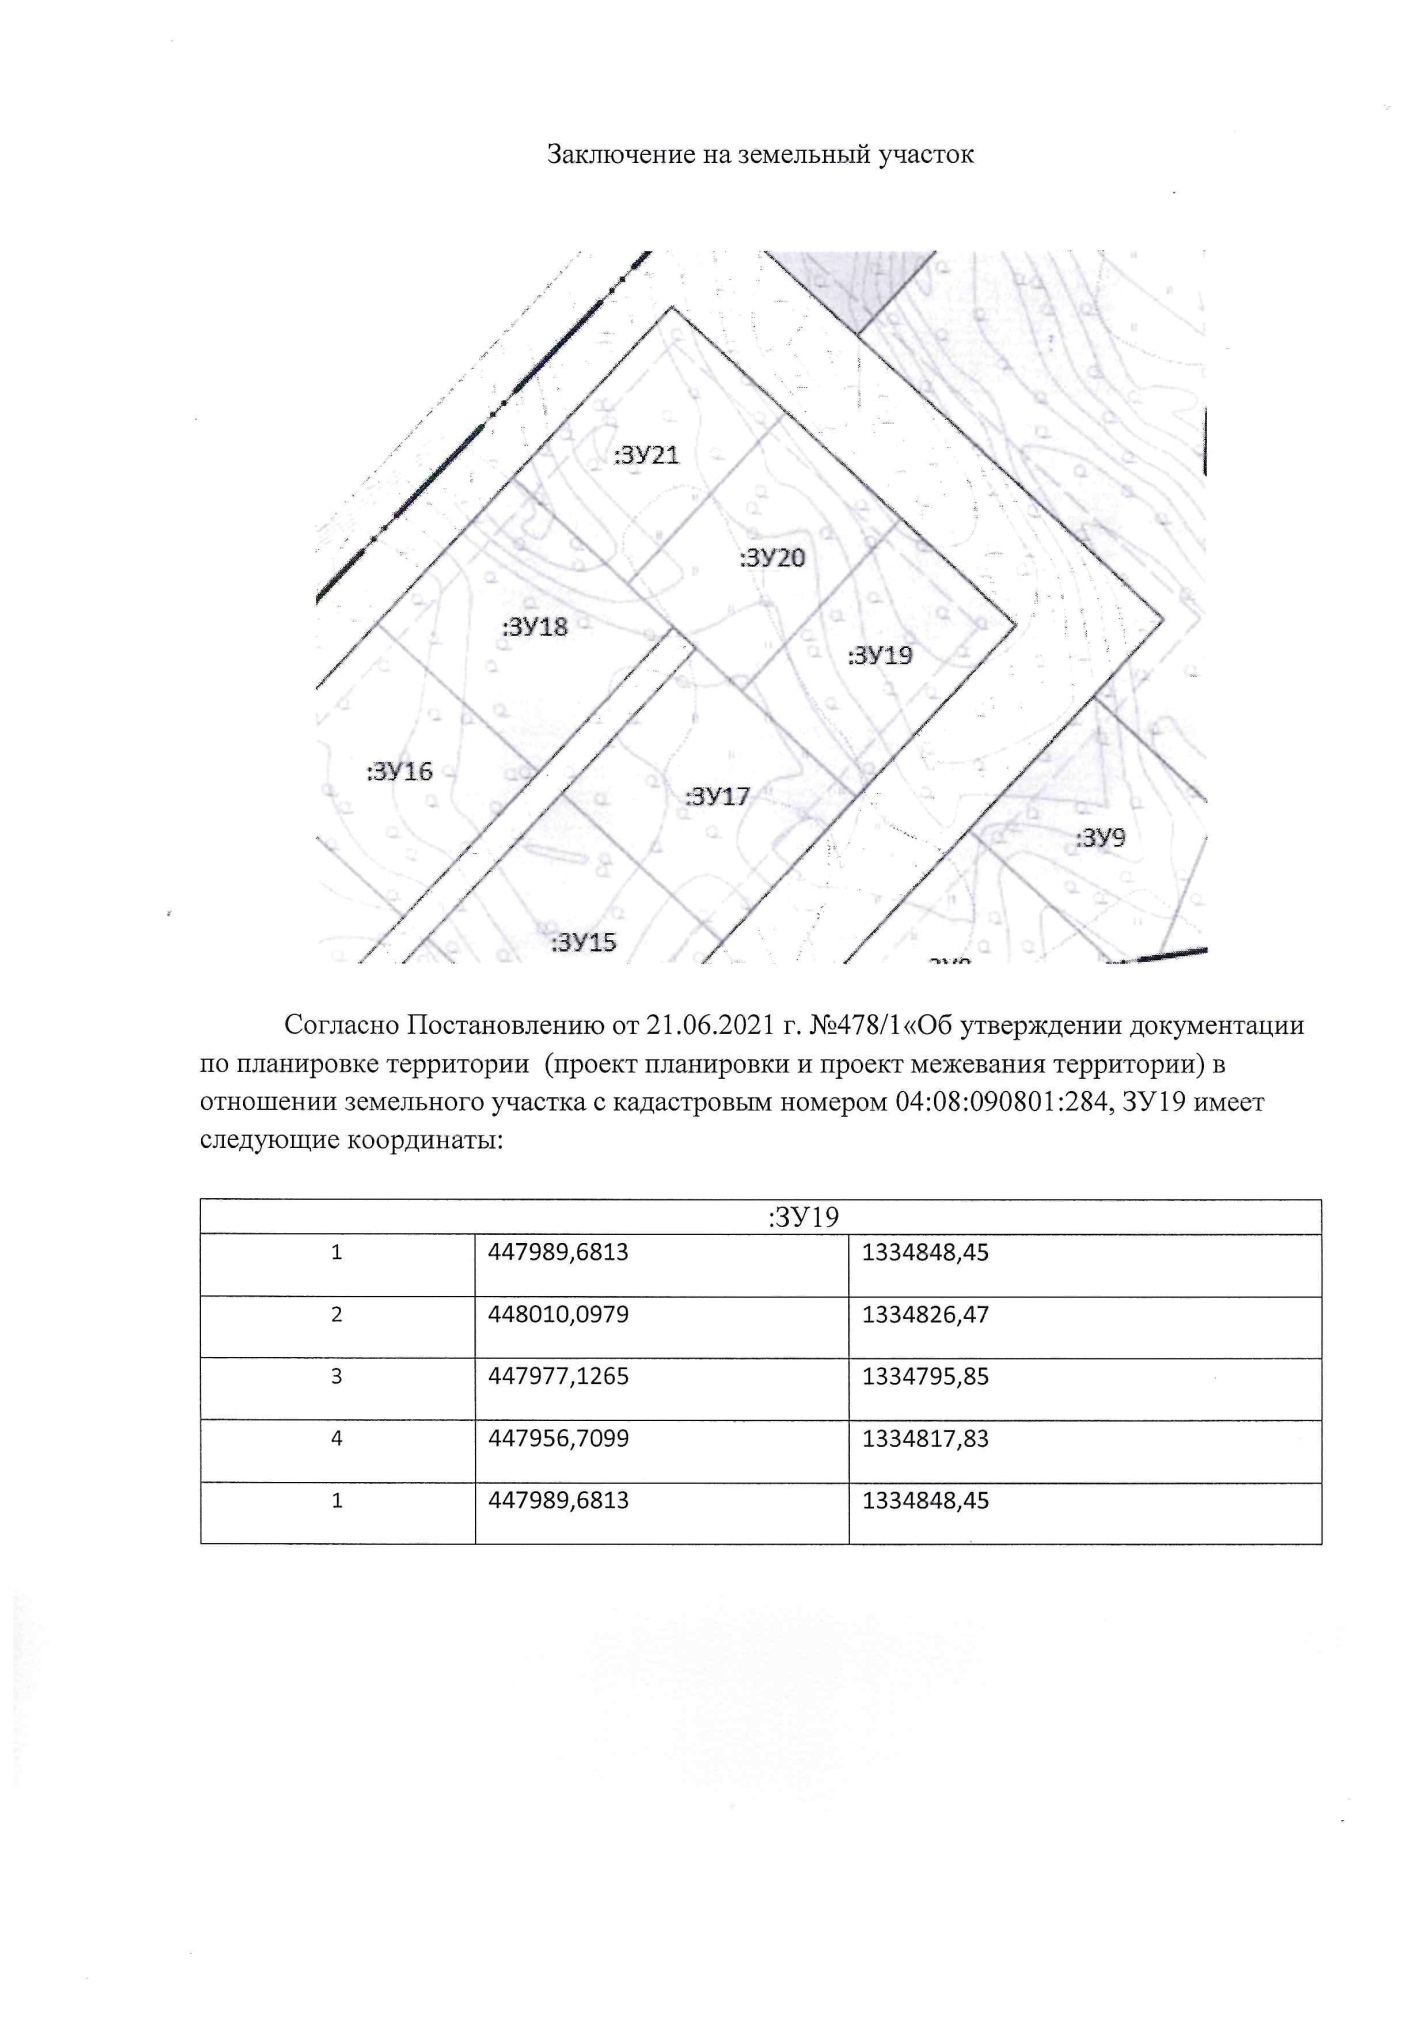 Заключение на земельный участок
:ЗУ21
:ЗУ20
:ЗУ18
:ЗУ19
:ЗУ16
:ЗУ17
:ЗУ9
:ЗУ15
Согласно Постановлению от 21.06.2021 г. №478/1«Об утверждении документации
по планировке территории (проект планировки и проект межевания территории) в
отношении земельного участка с кадастровым номером 04:08:090801:284, ЗУ19 имеет
следующие координаты:
:ЗУ19
1 447989,6813 1334848,45
2 448010,0979 1334826,47
3 447977,1265 1334795,85
4 447956,7099 1334817,83
1 447989,6813 1334848,45